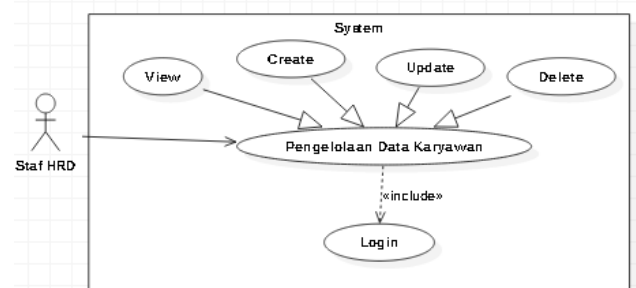 System
View
Create
Update
Delete
Staf HRD
Pengelolaan Data Karyawan
«include»
Login